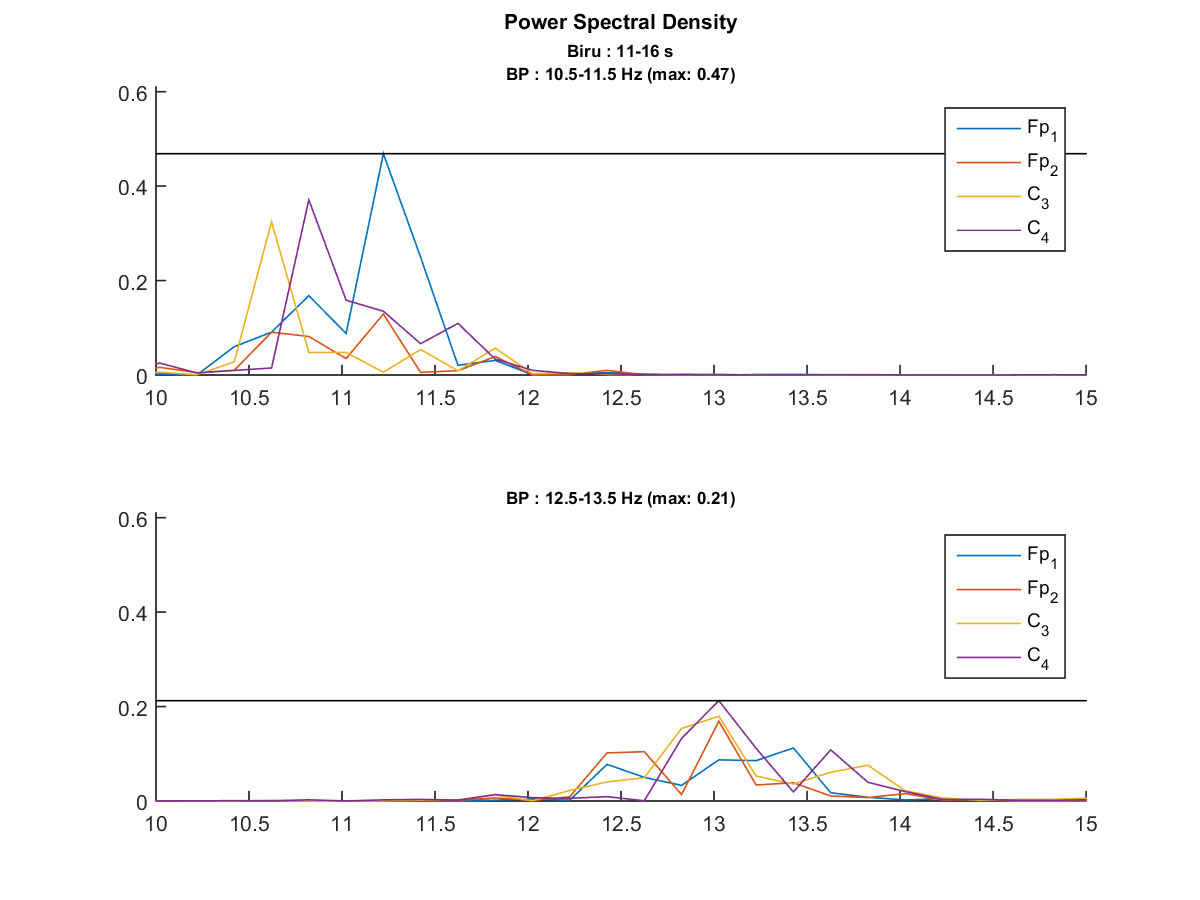 Power Spectral Density
Biru : 11-16 s
BP : 10.5-11.5 Hz (max: 0.47)
0.6
0.4
0.2
0
10 10.5 11 11.5 12 12.5 13 13.5 14 14.5 15
Fp1
Fp2
C3
C4
BP : 12.5-13.5 Hz (max: 0.21)
0.6
0.4
0.2
0
10 10.5 11 11.5 12 12.5 13 13.5 14 14.5 15
Fp1
Fp2
C3
C4